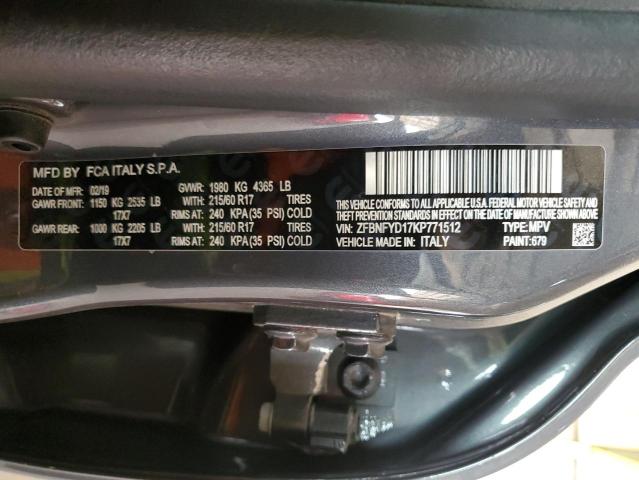 MFD BY FCA ITALY S.P.A.
DATE OF MFR: 02/19 GVWR: 1980 KG 4365 LB
GAWR FRONT: 1150 KG 2535 LB WITH: 215/60 R17 TIRES
17X7 RIMS AT: 240 KPA(35 PSI) COLD
GAWR REAR: 1000 KG 2205 LB WITH: 215/60 R17 TIRES
17X7 RIMS AT: 240 KPA(35 PSI) COLD
THIS VEHICLE CONFORMS TO ALL APPLICABLE U.S.A. FEDERAL MOTOR VEHICLE SAFETY
AND THEFT PREVENTION STANDARDS IN EFFECT ON THE DATE OF MANUFACTURE SHOWN ABOVE.
VIN: ZFBNFYD17KP771512 TYPE: MPV
VEHICLE MADE IN: ITALY PAINT: 679